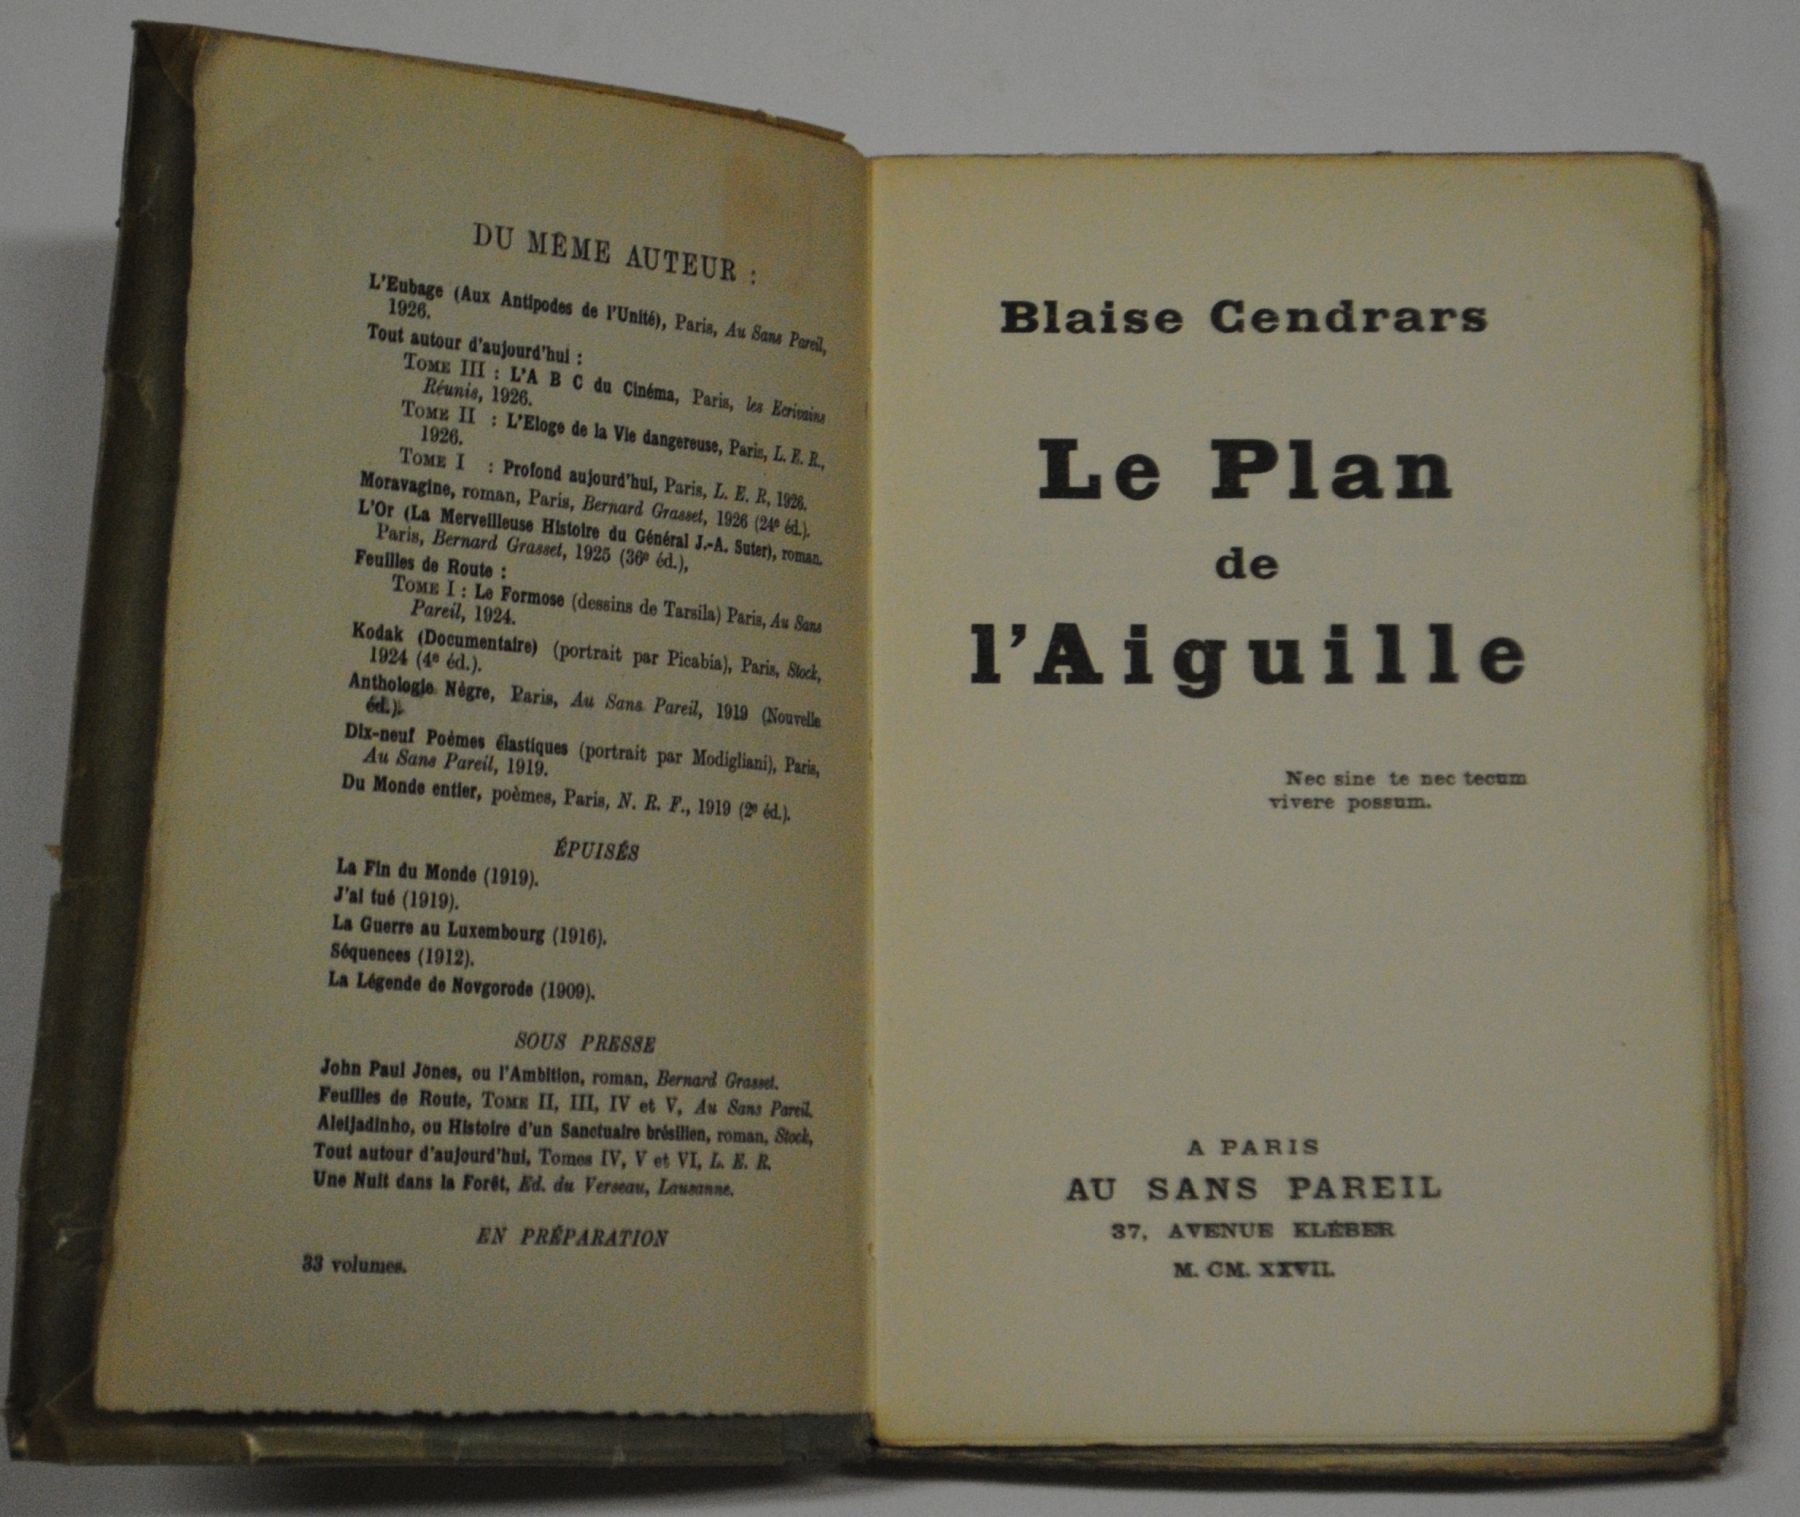 DU MÊME AUTEUR :
L'Eubage (Aux Antipodes de l'Unité), Paris, Au Sans Pareil,
1926.
Tout autour d'aujourd'hui :
TOME III : L'A B C du Cinéma, Paris, les Ecrivains
Réunis, 1926.
TOME II : L'Eloge de la Vie dangereuse, Paris, L. E. R.,
1926.
TOME I : Profond aujourd'hui, Paris, L. E. R, 1926.
Moravagine, roman, Paris, Bernard Grasset, 1926 (24e éd.).
L'Or (La Merveilleuse Histoire du Général J.-A. Suter), roman.
Paris, Bernard Grasset, 1925 (36e éd.),
Feuilles de Route :
TOME I : Le Formose (dessins de Tarsila) Paris, Au Sans
Pareil, 1924.
Kodak (Documentaire) (portrait par Picabia), Paris, Stock,
1924 (4e éd.).
Anthologie Nègre, Paris, Au Sans Pareil, 1919 (Nouvelle
éd.).
Dix-neuf Poèmes élastiques (portrait par Modigliani), Paris,
Au Sans Pareil, 1919.
Du Monde entier, poèmes, Paris, N. R. F., 1919 (2e éd.).
ÉPUISÉS
La Fin du Monde (1919).
J'ai tué (1919).
La Guerre au Luxembourg (1916).
Séquences (1912).
La Légende de Novgorode (1909).
SOUS PRESSE
John Paul Jones, ou l'Ambition, roman, Bernard Grasset.
Feuilles de Route, TOME II, III, IV et V, Au Sans Pareil.
Aleijadinho, ou Histoire d'un Sanctuaire brésilien, roman, Stock,
Tout autour d'aujourd'hui, Tomes IV, V et VI, L. E. R.
Une Nuit dans la Forêt, Ed. du Verseau, Lausanne.
EN PRÉPARATION
33 volumes.
Blaise Cendrars
Le Plan
de
l'Aiguille
Nec sine te nec tecum
vivere possum.
A PARIS
AU SANS PAREIL
37, AVENUE KLÉBER
M. CM. XXVII.